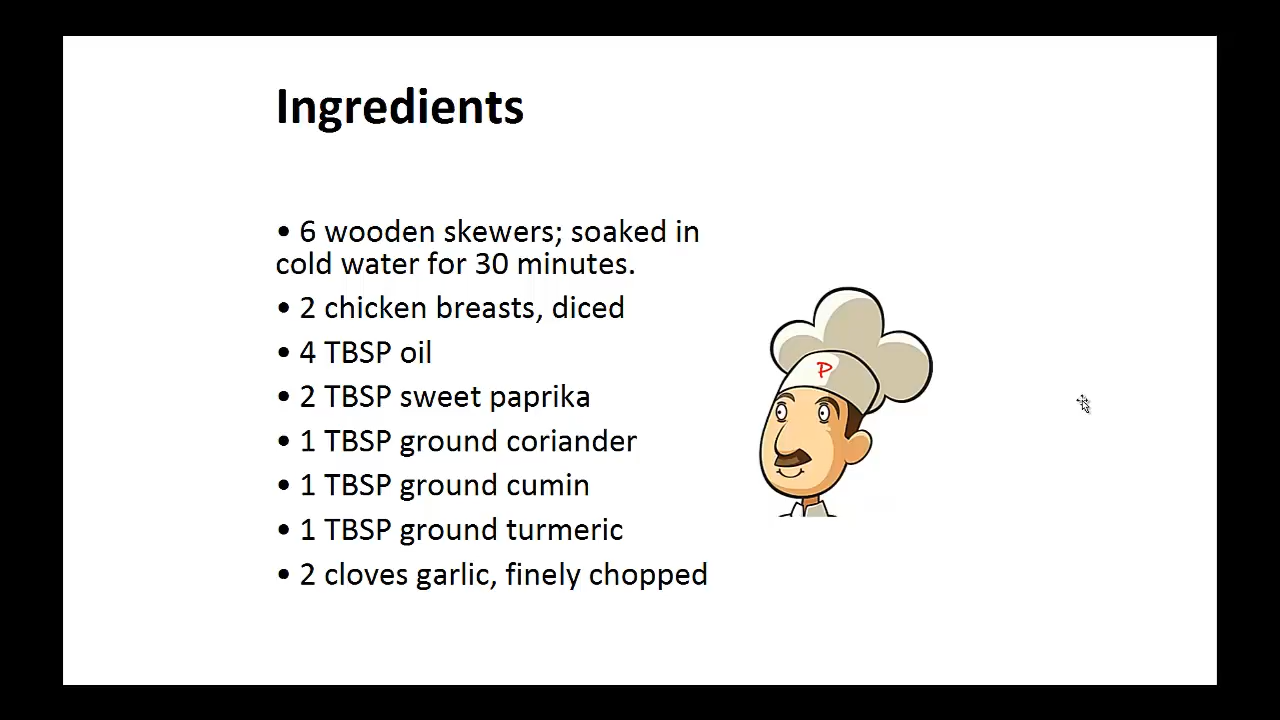 Ingredients
• 6 wooden skewers; soaked in
cold water for 30 minutes.
• 2 chicken breasts, diced
• 4 TBSP oil
• 2 TBSP sweet paprika
P
• 1 TBSP ground coriander
• 1 TBSP ground cumin
• 1 TBSP ground turmeric
• 2 cloves garlic, finely chopped